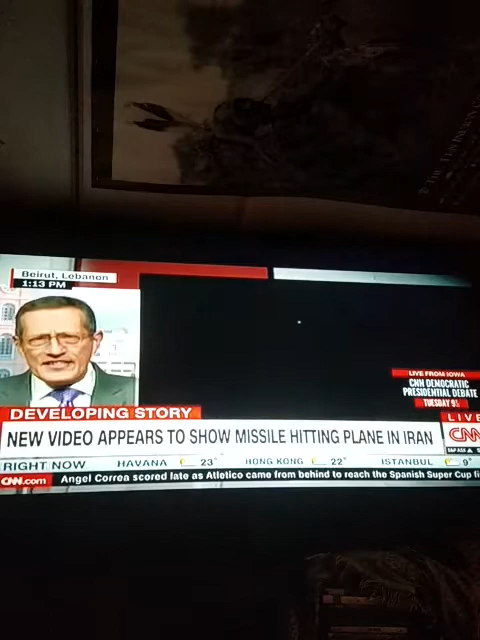 Beirut, Lebanon
1:13 PM
LIVE FROM IOWA
CNN DEMOCRATIC
PRESIDENTIAL DEBATE
TUESDAY
DEVELOPING STORY
LIVE
NEW VIDEO APPEARS TO SHOW MISSILE HITTING PLANE IN IRAN
CNN
RIGHT NOW HAVANA 23° HONG KONG 22° ISTANBUL 9°
CNN.com Angel Correa scored late as Atletico came from behind to reach the Spanish Super Cup fi